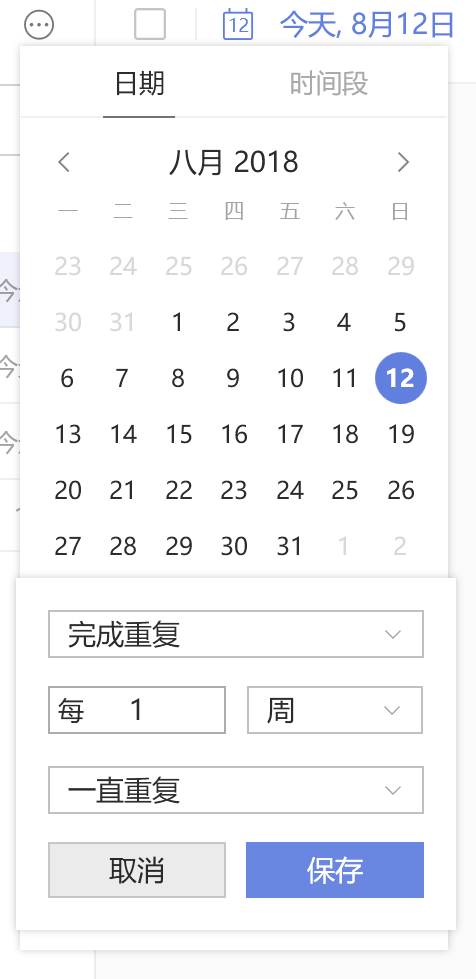 12 今天, 8月12日
日期 时间段
八月 2018
一 二 三 四 五 六 日
23 24 25 26 27 28 29
30 31 1 2 3 4 5
今
6 7 8 9 10 11 12
今
13 14 15 16 17 18 19
今
20 21 22 23 24 25 26
27 28 29 30 31 1 2
完成重复
每 1 周
一直重复
取消 保存